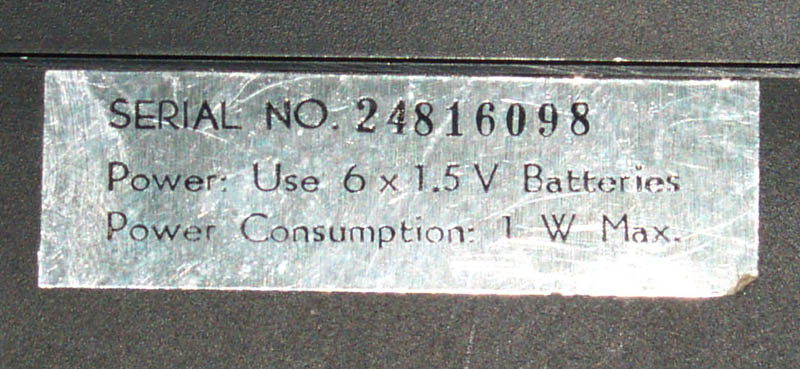 SERIAL NO. 24816098
Power: Use 6 x 1.5 V Batteries
Power Consumption: 1 W Max.